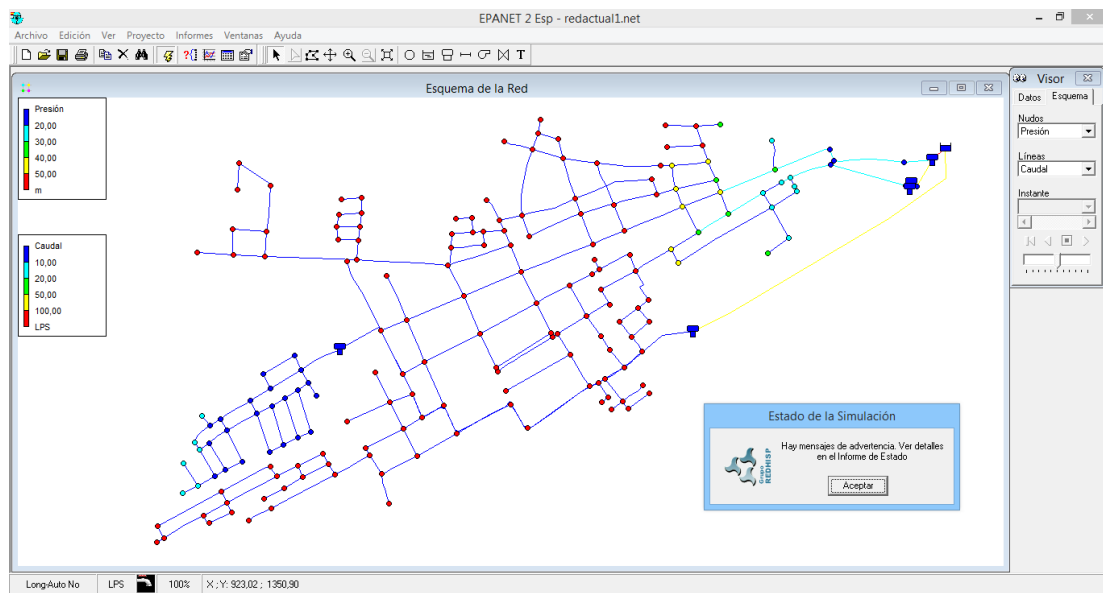 EPANET 2 Esp - redactual1.net
Archivo Edición Ver Proyecto Informes Ventanas Ayuda
T
Esquema de la Red
Presión
20,00
30,00
40,00
50,00
m
Caudal
10,00
20,00
50,00
100,00
LPS
Visor
Datos Esquema
Nudos
Presión
Líneas
Caudal
Instante
Estado de la Simulación
Hay mensajes de advertencia. Ver detalles
en el Informe de Estado
Grupo
REDHISP
Aceptar
Long-Auto No LPS 100% X ; Y: 923,02 ; 1350,90